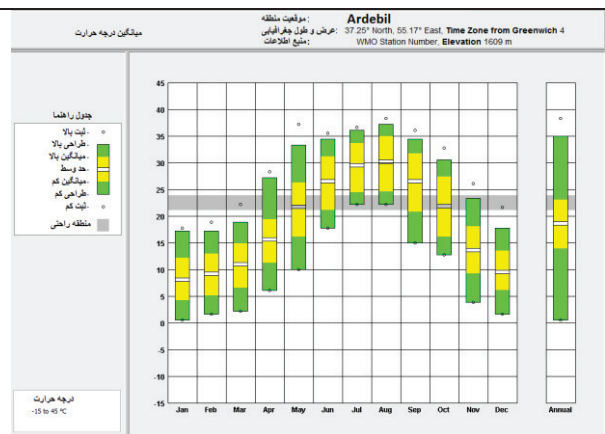 میانگین درجه حرارت
موقعیت منطقه : Ardebil
عرض و طول جغرافیایی: 37.25° North, 55.17° East, Time Zone from Greenwich 4
منبع اطلاعات: WMO Station Number, Elevation 1609 m
جدول راهنما
ثبت بالا-
طراحی بالا-
میانگین بالا-
حد وسط-
میانگین کم-
طراحی کم-
ثبت کم-
منطقه راحتی
45
40
35
30
25
20
15
10
5
0
-5
-10
-15
Jan Feb Mar Apr May Jun Jul Aug Sep Oct Nov Dec Annual
درجه حرارت
-15 to 45 °C